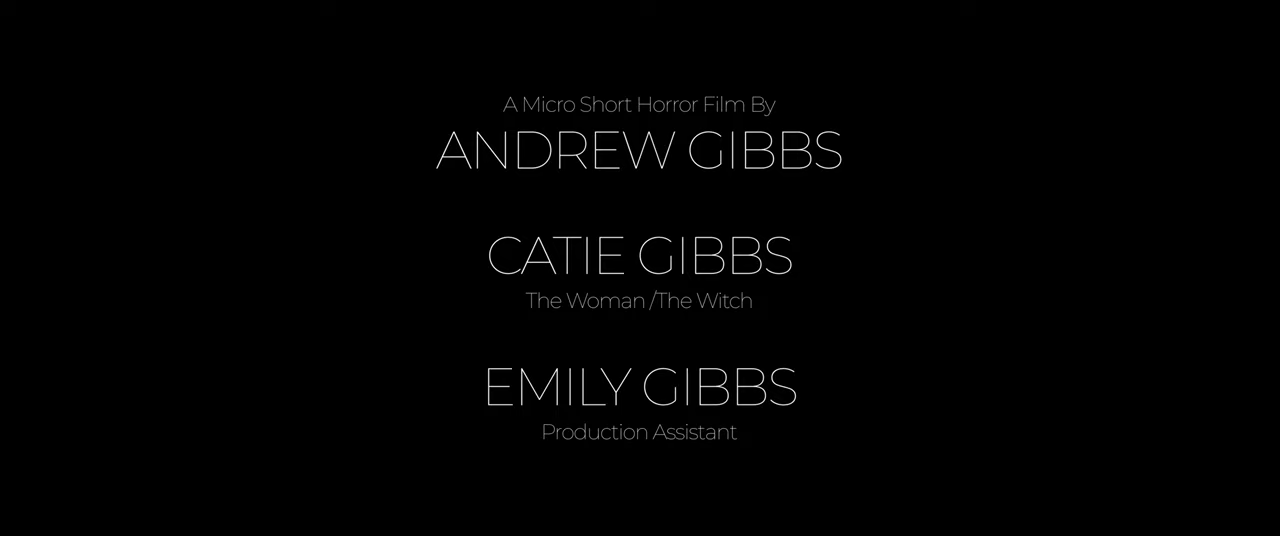 A Micro Short Horror Film By
ANDREW GIBBS
CATIE GIBBS
The Woman /The Witch
EMILY GIBBS
Production Assistant